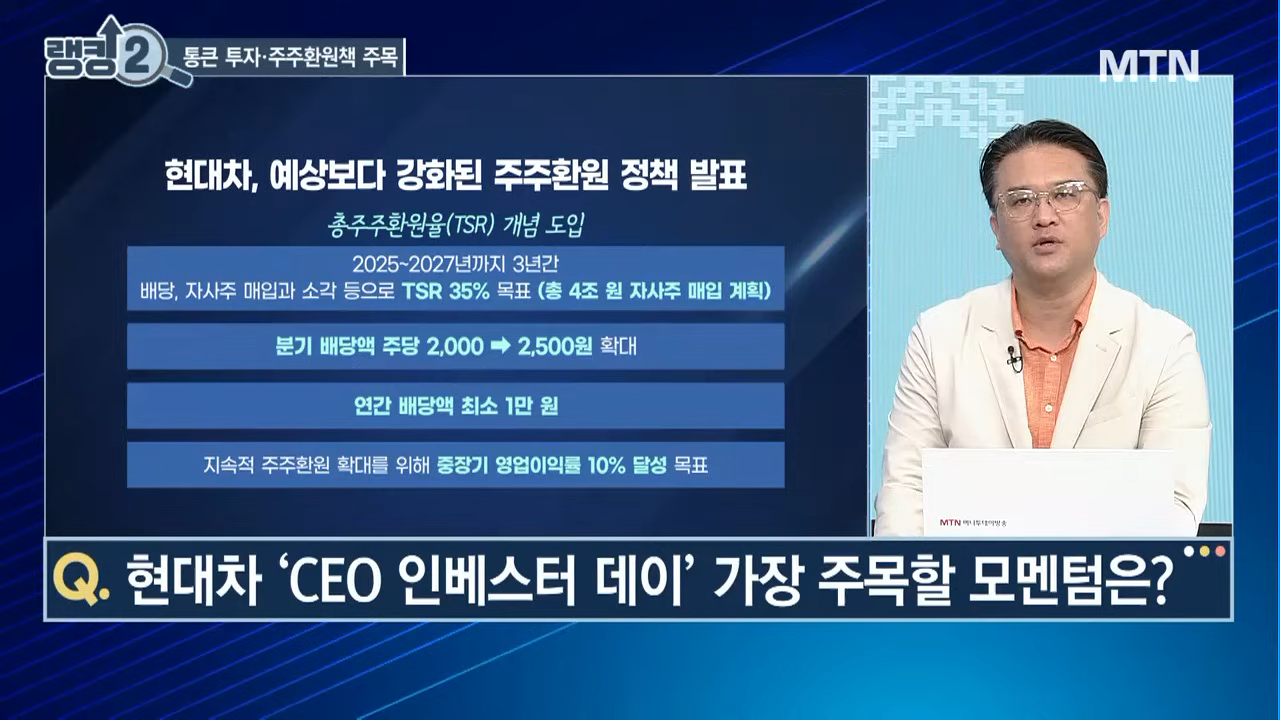 랭킹 2 통큰 투자·주주환원책 주목
MTN
현대차, 예상보다 강화된 주주환원 정책 발표
총주주환원율(TSR) 개념 도입
2025~2027년까지 3년간
배당, 자사주 매입과 소각 등으로 TSR 35% 목표 (총 4조 원 자사주 매입 계획)
분기 배당액 주당 2,000 ➡ 2,500원 확대
연간 배당액 최소 1만 원
지속적 주주환원 확대를 위해 중장기 영업이익률 10% 달성 목표
MTN 머니투데이방송
Q. 현대차 ‘CEO 인베스터 데이’ 가장 주목할 모멘텀은?